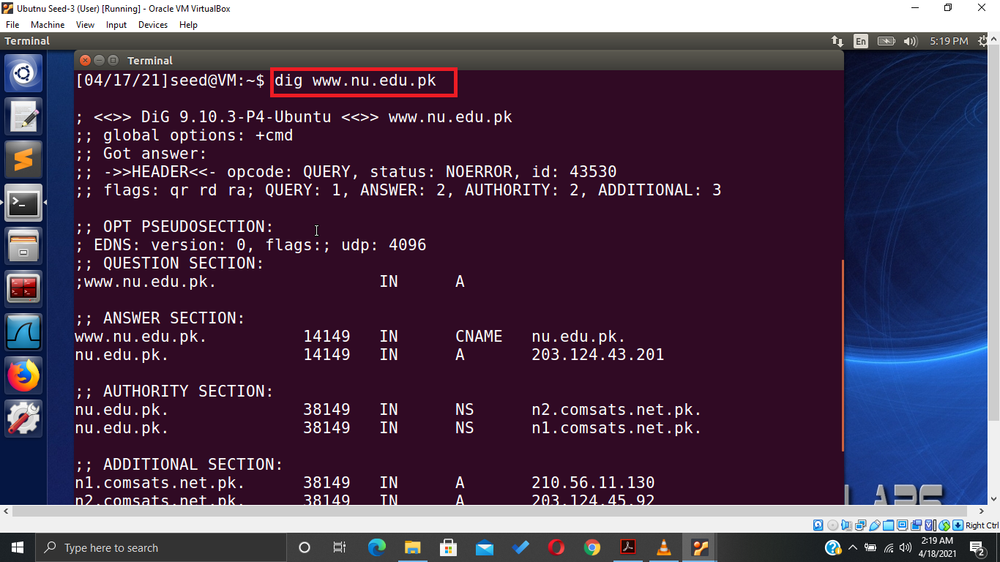 Ubutnu Seed-3 (User) [Running] - Oracle VM VirtualBox
File Machine View Input Devices Help
Terminal En 5:19 PM
Terminal
[04/17/21]seed@VM:~$ dig www.nu.edu.pk
; <<>> DiG 9.10.3-P4-Ubuntu <<>> www.nu.edu.pk
;; global options: +cmd
;; Got answer:
;; ->>HEADER<<- opcode: QUERY, status: NOERROR, id: 43530
;; flags: qr rd ra; QUERY: 1, ANSWER: 2, AUTHORITY: 2, ADDITIONAL: 3
;; OPT PSEUDOSECTION:
; EDNS: version: 0, flags:; udp: 4096
;; QUESTION SECTION:
;www.nu.edu.pk. IN A
;; ANSWER SECTION:
www.nu.edu.pk. 14149 IN CNAME nu.edu.pk.
nu.edu.pk. 14149 IN A 203.124.43.201
;; AUTHORITY SECTION:
nu.edu.pk. 38149 IN NS n2.comsats.net.pk.
nu.edu.pk. 38149 IN NS n1.comsats.net.pk.
;; ADDITIONAL SECTION:
n1.comsats.net.pk. 38149 IN A 210.56.11.130
n2.comsats.net.pk. 38149 IN A 203.124.45.92
Right Ctrl
Type here to search
2:19 AM
4/18/2021
2